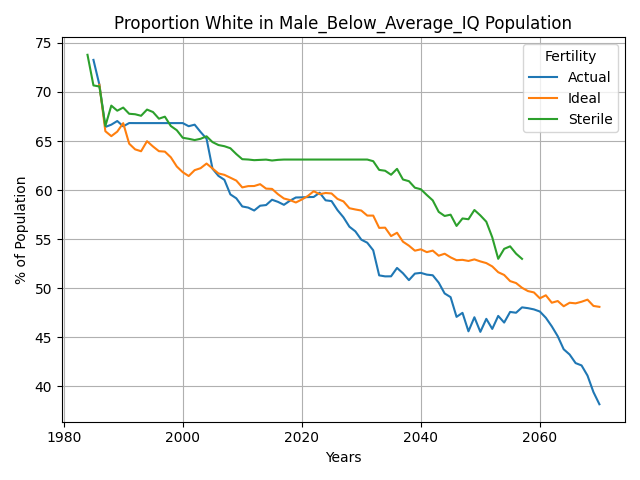 Proportion White in Male_Below_Average_IQ Population
% of Population
75
70
65
60
55
50
45
40
1980
2000
2020
2040
2060
Years
Fertility
Actual
Ideal
Sterile